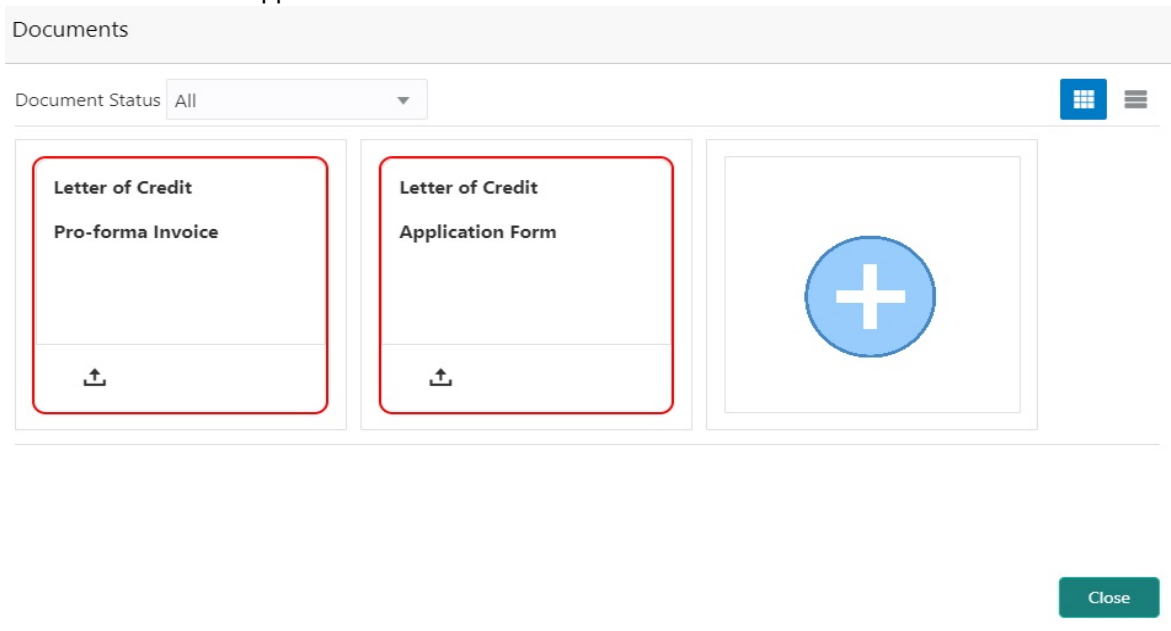 Documents
Document Status All
Letter of Credit
Pro-forma Invoice
Letter of Credit
Application Form
Close